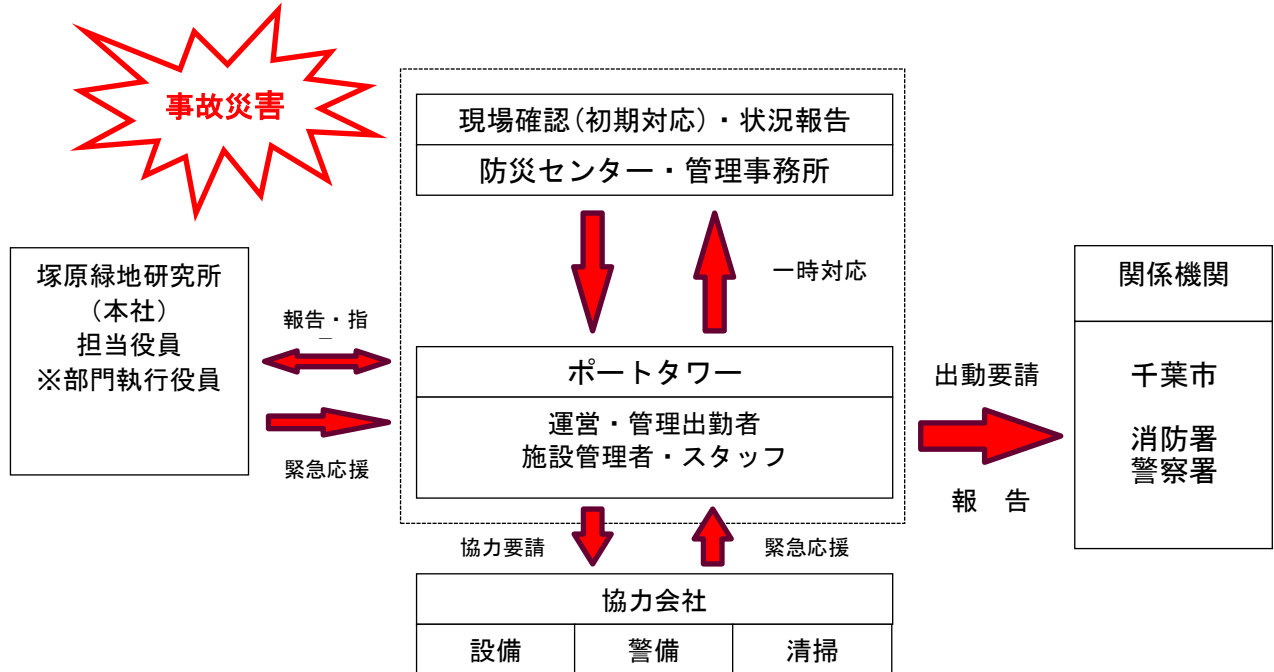 事故災害
現場確認(初期対応)・状況報告
防災センター・管理事務所
一時対応
塚原緑地研究所
(本社)
担当役員
※部門執行役員
報告・指
緊急応援
ポートタワー
運営・管理出勤者
施設管理者・スタッフ
出動要請
報 告
関係機関
千葉市
消防署
警察署
協力要請
緊急応援
協力会社
設備
警備
清掃